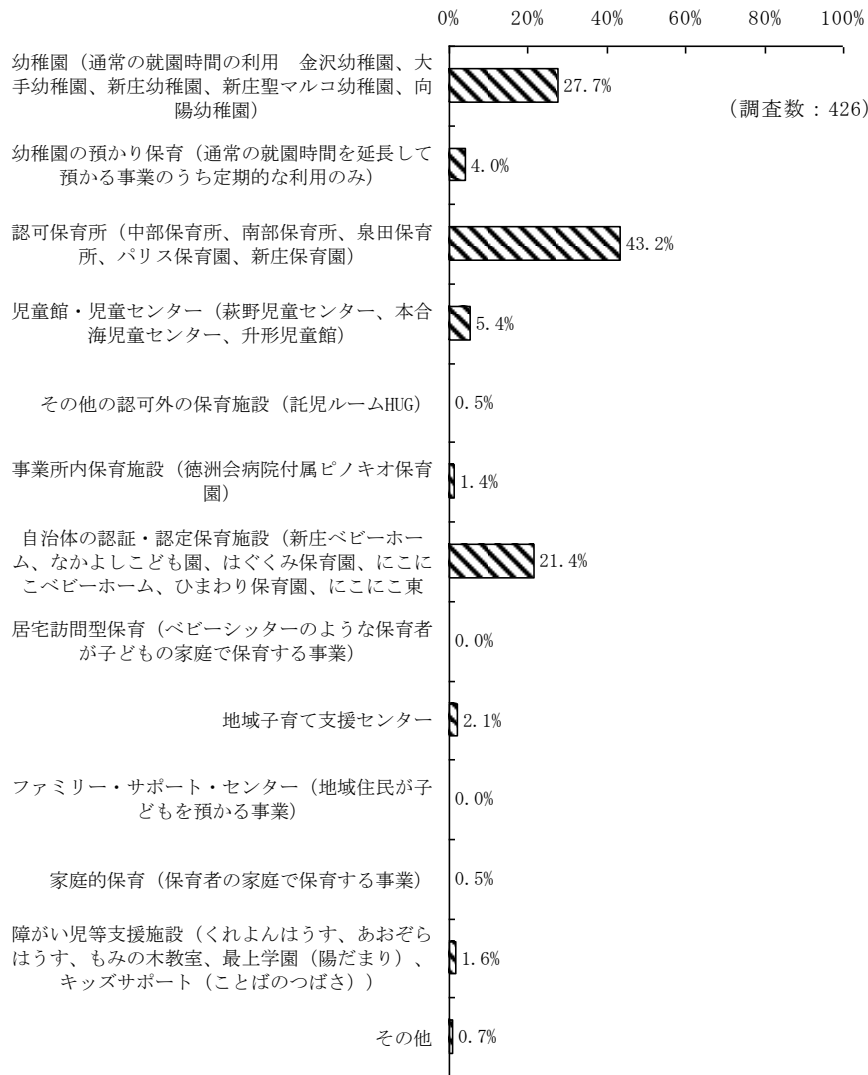 0% 20% 40% 60% 80% 100%
幼稚園（通常の就園時間の利用　金沢幼稚園、大
手幼稚園、新庄幼稚園、新庄聖マルコ幼稚園、向
陽幼稚園）
27.7%
（調査数：426）
幼稚園の預かり保育（通常の就園時間を延長して
預かる事業のうち定期的な利用のみ）
4.0%
認可保育所（中部保育所、南部保育所、泉田保育
所、パリス保育園、新庄保育園）
43.2%
児童館・児童センター（萩野児童センター、本合
海児童センター、升形児童館）
5.4%
その他の認可外の保育施設（託児ルームHUG）
0.5%
事業所内保育施設（徳洲会病院付属ピノキオ保育
園）
1.4%
自治体の認証・認定保育施設（新庄ベビーホー
ム、なかよしこども園、はぐくみ保育園、にこに
こベビーホーム、ひまわり保育園、にこにこ東
21.4%
居宅訪問型保育（ベビーシッターのような保育者
が子どもの家庭で保育する事業）
0.0%
地域子育て支援センター
2.1%
ファミリー・サポート・センター（地域住民が子
どもを預かる事業）
0.0%
家庭的保育（保育者の家庭で保育する事業）
0.5%
障がい児等支援施設（くれよんはうす、あおぞら
はうす、もみの木教室、最上学園（陽だまり）、
キッズサポート（ことばのつばさ））
1.6%
その他
0.7%